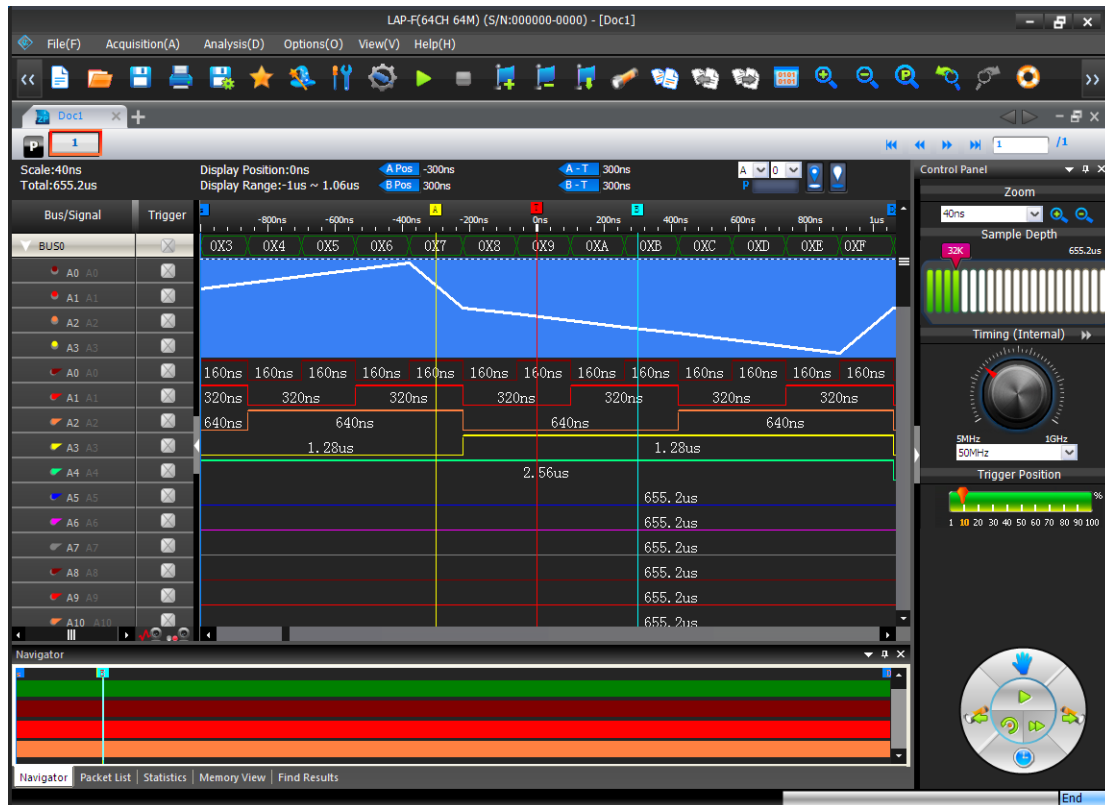 LAP-F(64CH 64M) (S/N:000000-0000) - [Doc1]
File(F) Acquisition(A) Analysis(D) Options(O) View(V) Help(H)
Doc1
P 1 1 /1
Scale:40ns Display Position:0ns A Pos -300ns A - T 300ns A 0
Total:655.2us Display Range:-1us ~ 1.06us B Pos 300ns B - T 300ns P
Bus/Signal Trigger -800ns -600ns -400ns -200ns 0ns 200ns 400ns 600ns 800ns 1us
A T B
BUS0 0X3 0X4 0X5 0X6 0X7 0X8 0X9 0XA 0XB 0XC 0XD 0XE 0XF
A0 A0
A1 A1
A2 A2
A3 A3
A0 A0 160ns 160ns 160ns 160ns 160ns 160ns 160ns 160ns 160ns 160ns 160ns 160ns 160ns
A1 A1 320ns 320ns 320ns 320ns 320ns 320ns 320ns
A2 A2 640ns 640ns 640ns 640ns
A3 A3 1.28us 1.28us
A4 A4 2.56us
A5 A5 655.2us
A6 A6 655.2us
A7 A7 655.2us
A8 A8 655.2us
A9 A9 655.2us
A10 A10 655.2us
Control Panel
Zoom
40ns
Sample Depth
32K 655.2us
Timing (Internal)
5MHz 1GHz
50MHz
Trigger Position
%
1 10 20 30 40 50 60 70 80 90 100
Navigator
Navigator Packet List Statistics Memory View Find Results
End